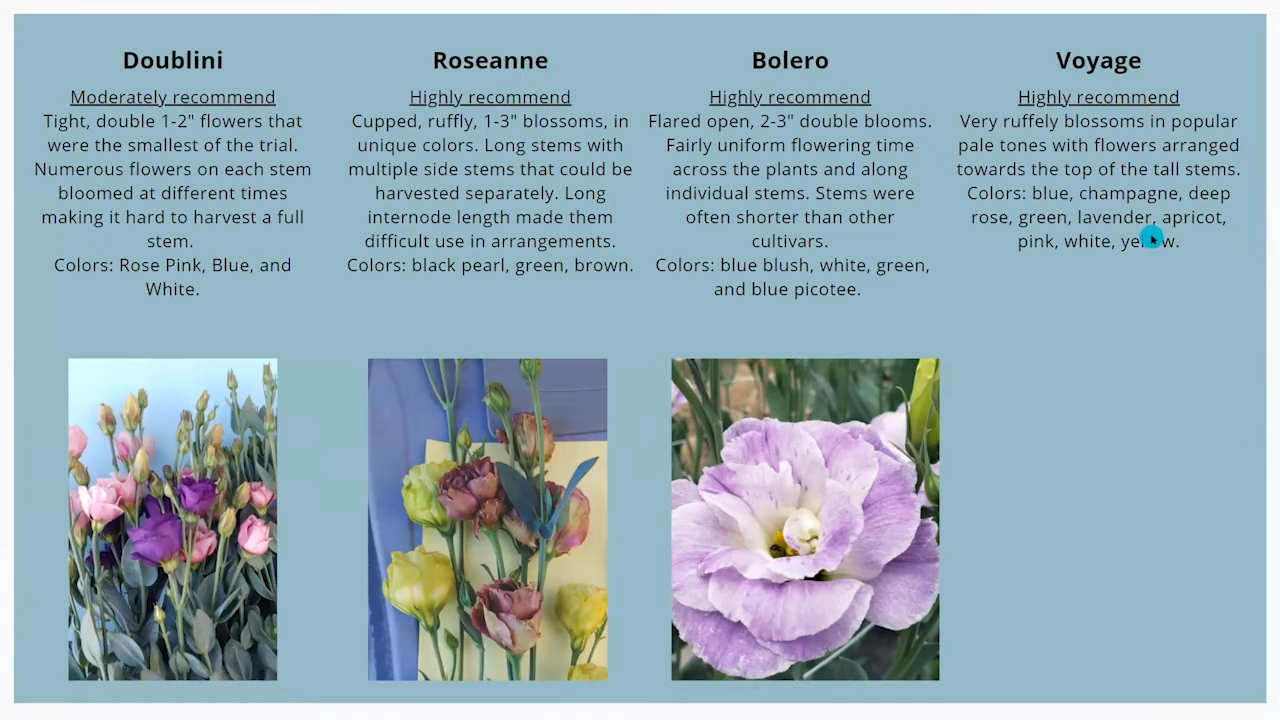 Doublini
Moderately recommend
Tight, double 1-2" flowers that
were the smallest of the trial.
Numerous flowers on each stem
bloomed at different times
making it hard to harvest a full
stem.
Colors: Rose Pink, Blue, and
White.
Roseanne
Highly recommend
Cupped, ruffly, 1-3" blossoms, in
unique colors. Long stems with
multiple side stems that could be
harvested separately. Long
internode length made them
difficult use in arrangements.
Colors: black pearl, green, brown.
Bolero
Highly recommend
Flared open, 2-3" double blooms.
Fairly uniform flowering time
across the plants and along
individual stems. Stems were
often shorter than other
cultivars.
Colors: blue blush, white, green,
and blue picotee.
Voyage
Highly recommend
Very ruffely blossoms in popular
pale tones with flowers arranged
towards the top of the tall stems.
Colors: blue, champagne, deep
rose, green, lavender, apricot,
pink, white,